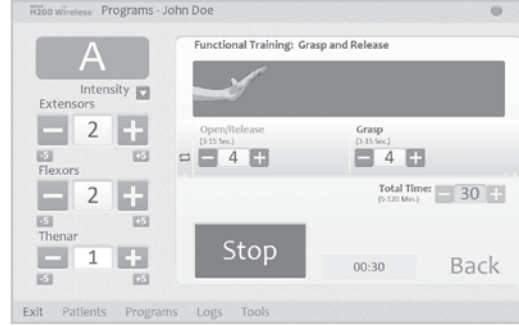 NESS
H200 Wireless Programs - John Doe
A
Intensity
Extensors
2
-5 +5
Flexors
2
-5 +5
Thenar
1
-5 +5
Functional Training: Grasp and Release
Open/Release Grasp
(3-15 Sec.) (3-15 Sec.)
4 4
Total Time: 30
(5-120 Min.)
Stop
00:30
Back
Exit Patients Programs Logs Tools